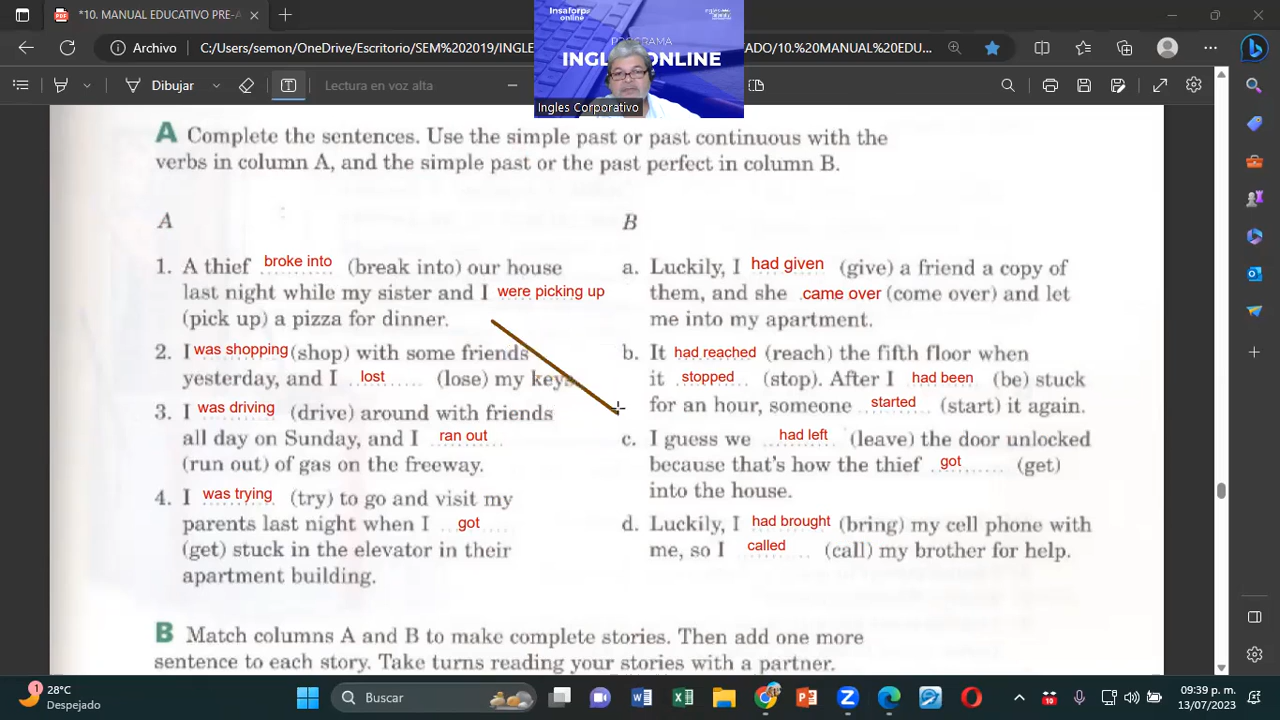 *10. MANUAL EDUCATIVO PRE-A
Archivo C:/Users/semon/OneDrive/Escritorio/SEM%202019/INGLE
ADO/10.%20MANUAL%20EDU...
Dibujar Lectura en voz alta
Insaforp online
PROGRAMA
INGL ONLINE
Ingles Corporativo
A Complete the sentences. Use the simple past or past continuous with the
verbs in column A, and the simple past or the past perfect in column B.
A
1. A thief broke into (break into) our house
last night while my sister and I were picking up
(pick up) a pizza for dinner.
2. I was shopping (shop) with some friends
yesterday, and I lost (lose) my keys.
3. I was driving (drive) around with friends
all day on Sunday, and I ran out
(run out) of gas on the freeway.
4. I was trying (try) to go and visit my
parents last night when I got
(get) stuck in the elevator in their
apartment building.
B
a. Luckily, I had given (give) a friend a copy of
them, and she came over (come over) and let
me into my apartment.
b. It had reached (reach) the fifth floor when
it stopped (stop). After I had been (be) stuck
for an hour, someone started (start) it again.
c. I guess we had left (leave) the door unlocked
because that's how the thief got (get)
into the house.
d. Luckily, I had brought (bring) my cell phone with
me, so I called (call) my brother for help.
B Match columns A and B to make complete stories. Then add one more
sentence to each story. Take turns reading your stories with a partner.
1 28°C
Despejado
Buscar
10
09:39 p. m.
13/07/2023